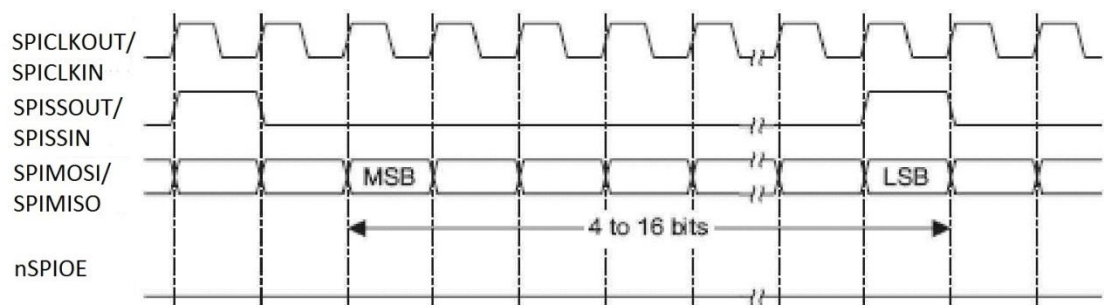 SPICLKOUT/
SPICLKIN
SPISSOUT/
SPISSIN
SPIMOSI/
SPIMISO
MSB
LSB
4 to 16 bits
nSPIOE